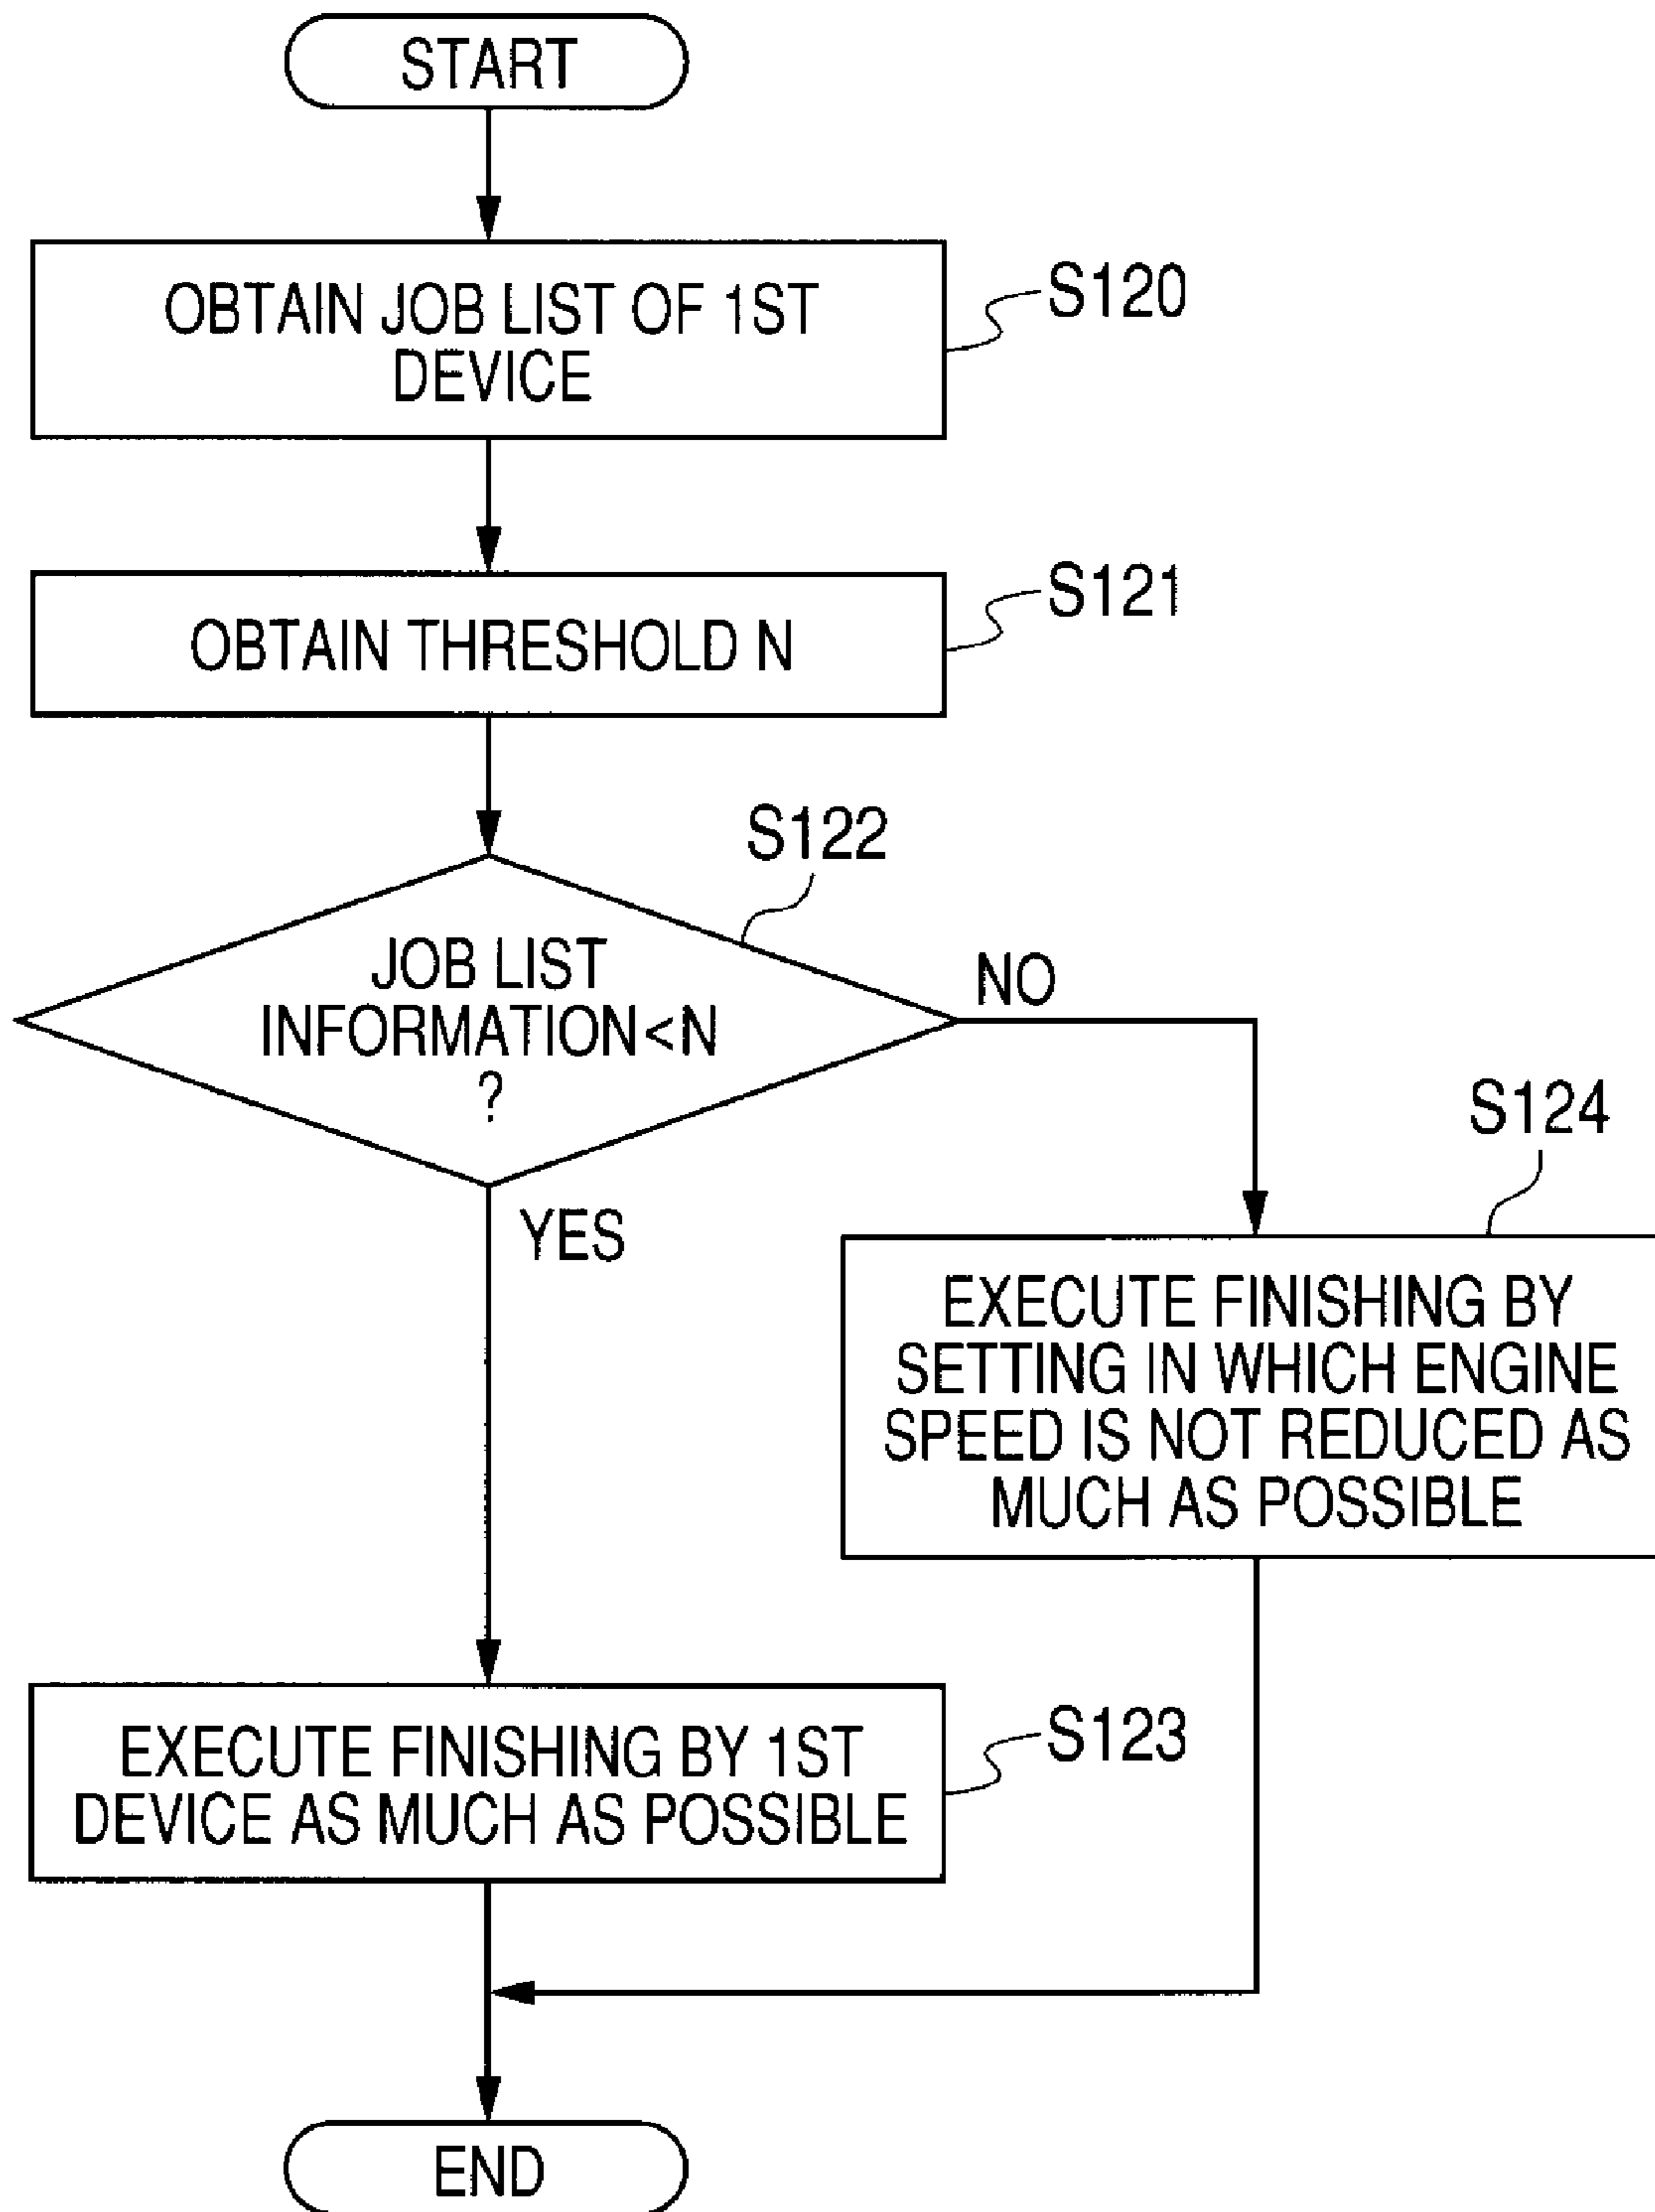 START
OBTAIN JOB LIST OF 1ST
DEVICE
S120
OBTAIN THRESHOLD N
S121
S122
JOB LIST
INFORMATION<N
?
NO
YES
S124
EXECUTE FINISHING BY
SETTING IN WHICH ENGINE
SPEED IS NOT REDUCED AS
MUCH AS POSSIBLE
EXECUTE FINISHING BY 1ST
DEVICE AS MUCH AS POSSIBLE
S123
END